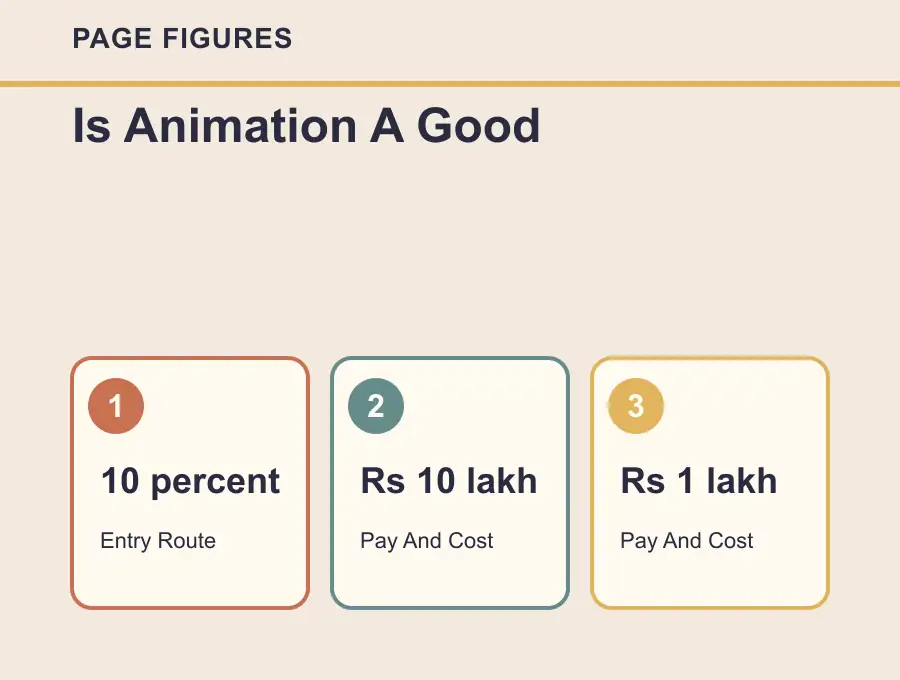 PAGE FIGURES
Is Animation A Good
1
10 percent
Entry Route
2
Rs 10 lakh
Pay And Cost
3
Rs 1 lakh
Pay And Cost